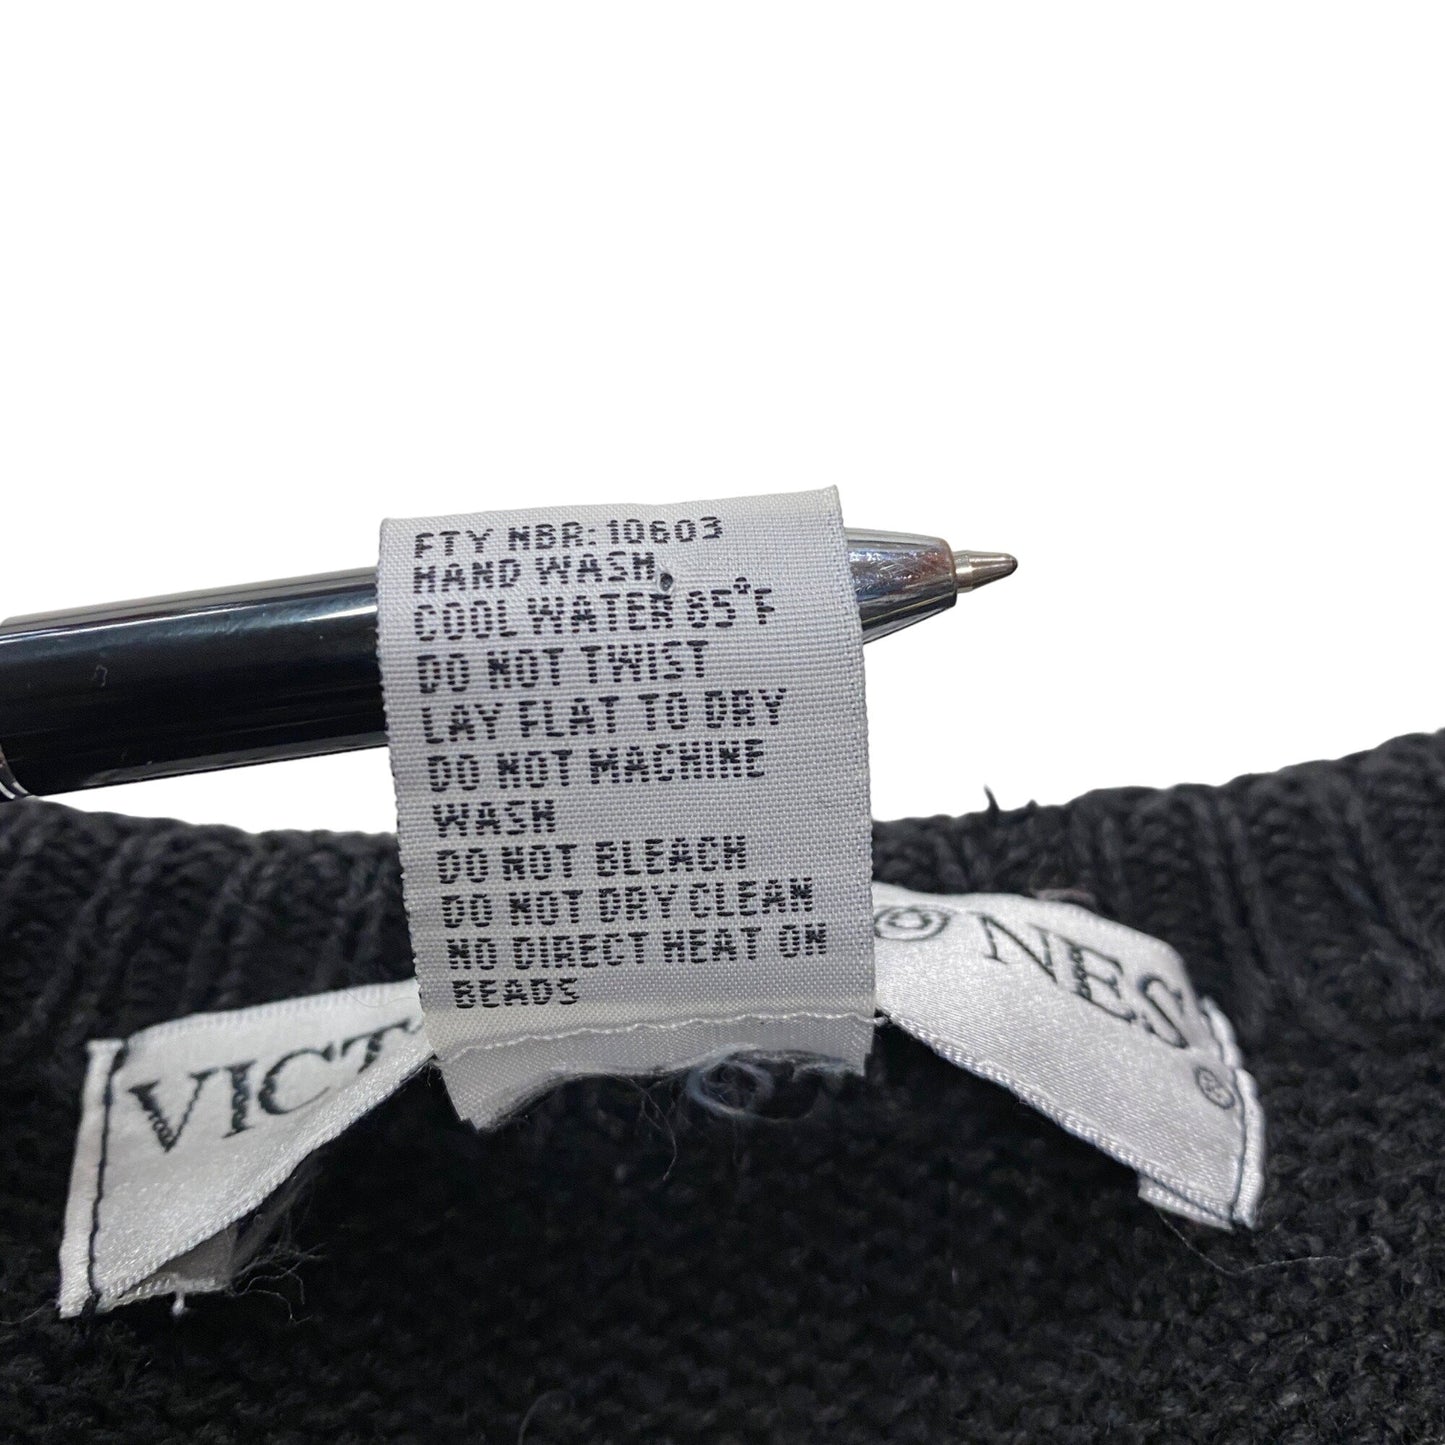 FTY NBR: 10603
HAND WASH,
COOL WATER 85°F
DO NOT TWIST
LAY FLAT TO DRY
DO NOT MACHINE
WASH
DO NOT BLEACH
DO NOT DRY CLEAN
NO DIRECT HEAT ON
BEADS
VICT
NES
®